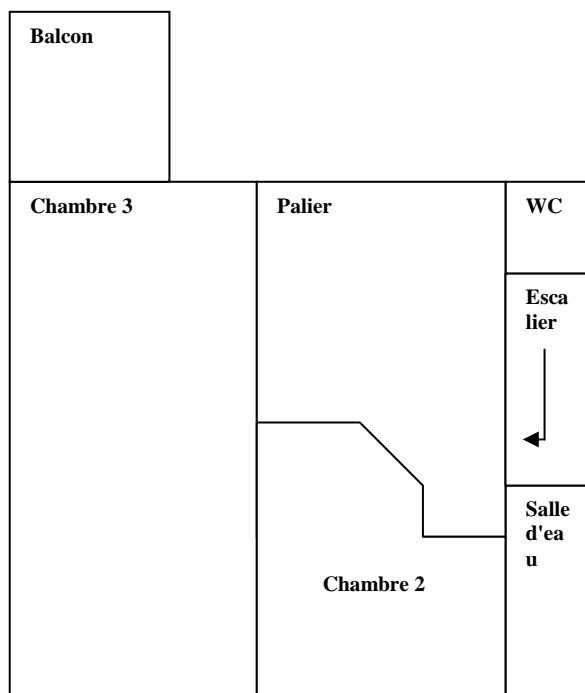 Balcon
Chambre 3
Palier
WC
Esca
lier
Salle
d'ea
u
Chambre 2